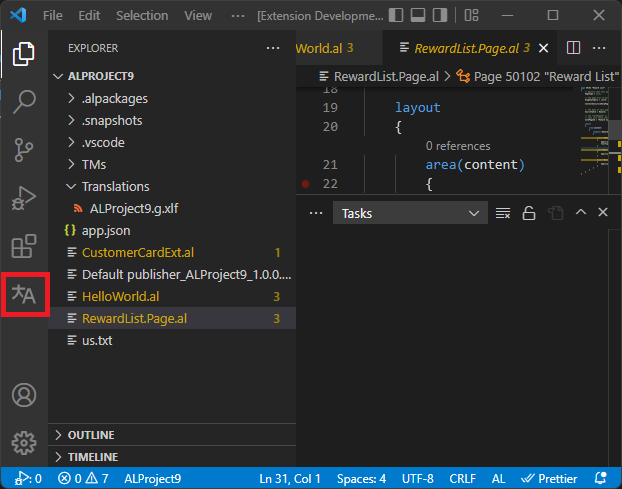 File Edit Selection ··· [Extension Developme...
EXPLORER ···
ALPROJECT9
.alpackages
.snapshots
.vscode
TMs
Translations
ALProject9.g.xlf
{} app.json
CustomerCardExt.al 1
Default publisher_ALProject9_1.0.0....
HelloWorld.al 3
RewardList.Page.al 3
us.txt
OUTLINE
TIMELINE
World.al 3 RewardList.Page.al 3 ···
RewardList.Page.al > Page 50102 "Reward List"
18
19 layout
20 {
0 references
21 area(content)
22 {
··· Tasks
文A
: 0 0 7 ALProject9 Ln 31, Col 1 Spaces: 4 UTF-8 CRLF AL Prettier